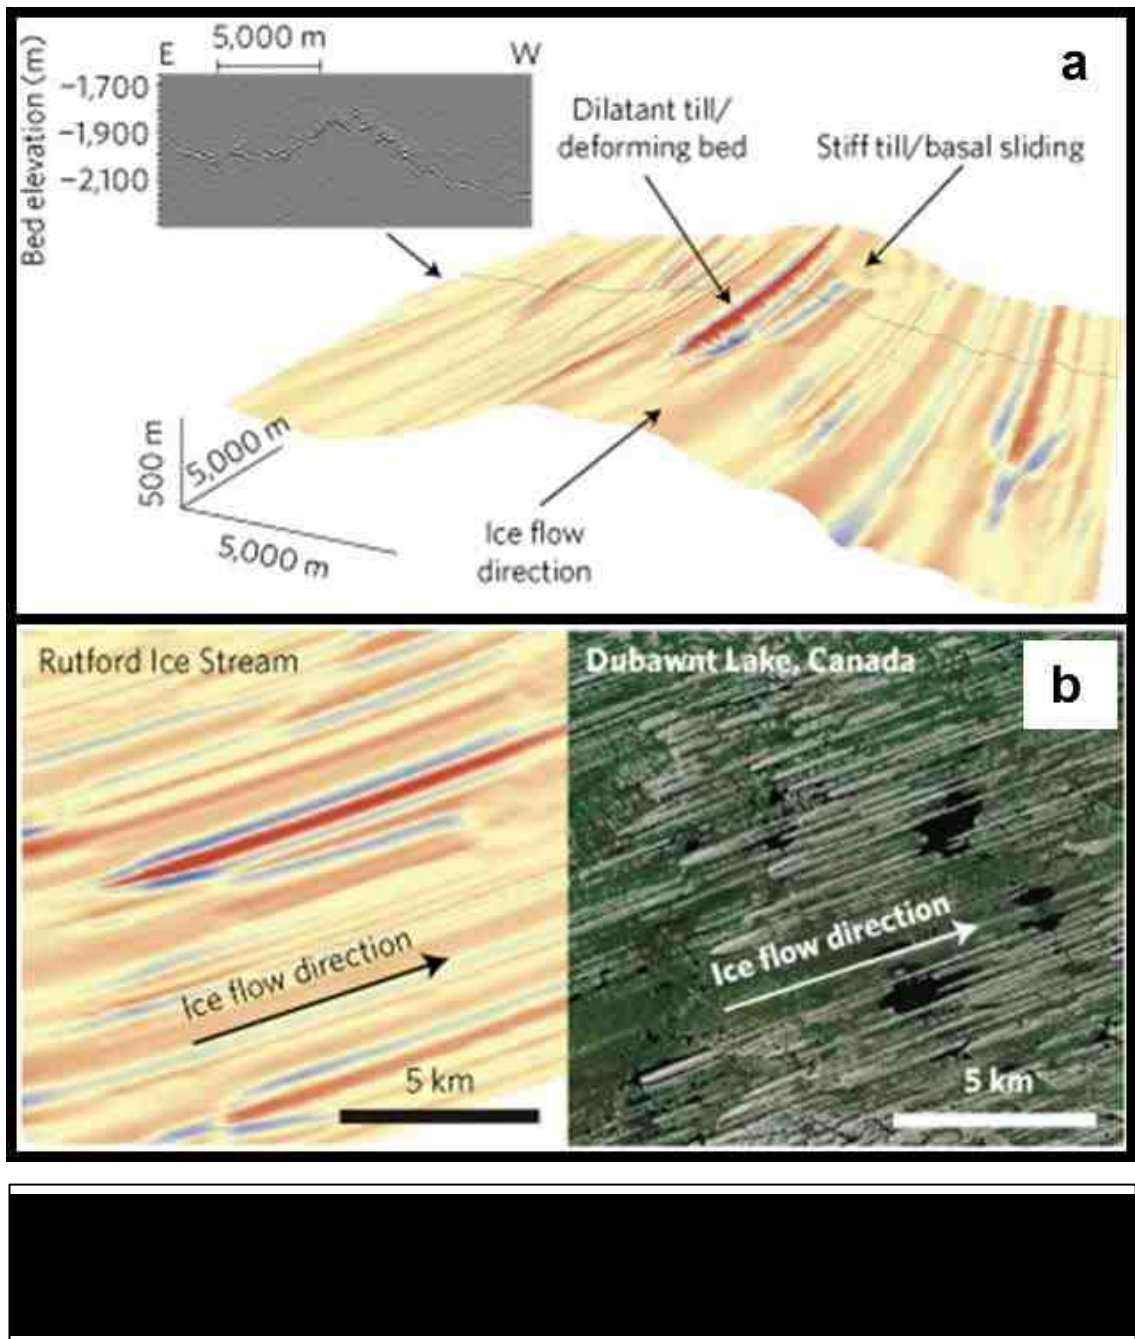 5,000 m
E
W
a
Bed elevation (m)
−1,700
−1,900
−2,100
Dilatant till/
deforming bed
Stiff till/basal sliding
500 m
5,000 m
5,000 m
Ice flow
direction
Rutford Ice Stream
Dubawnt Lake, Canada
b
Ice flow direction
Ice flow direction
5 km
5 km